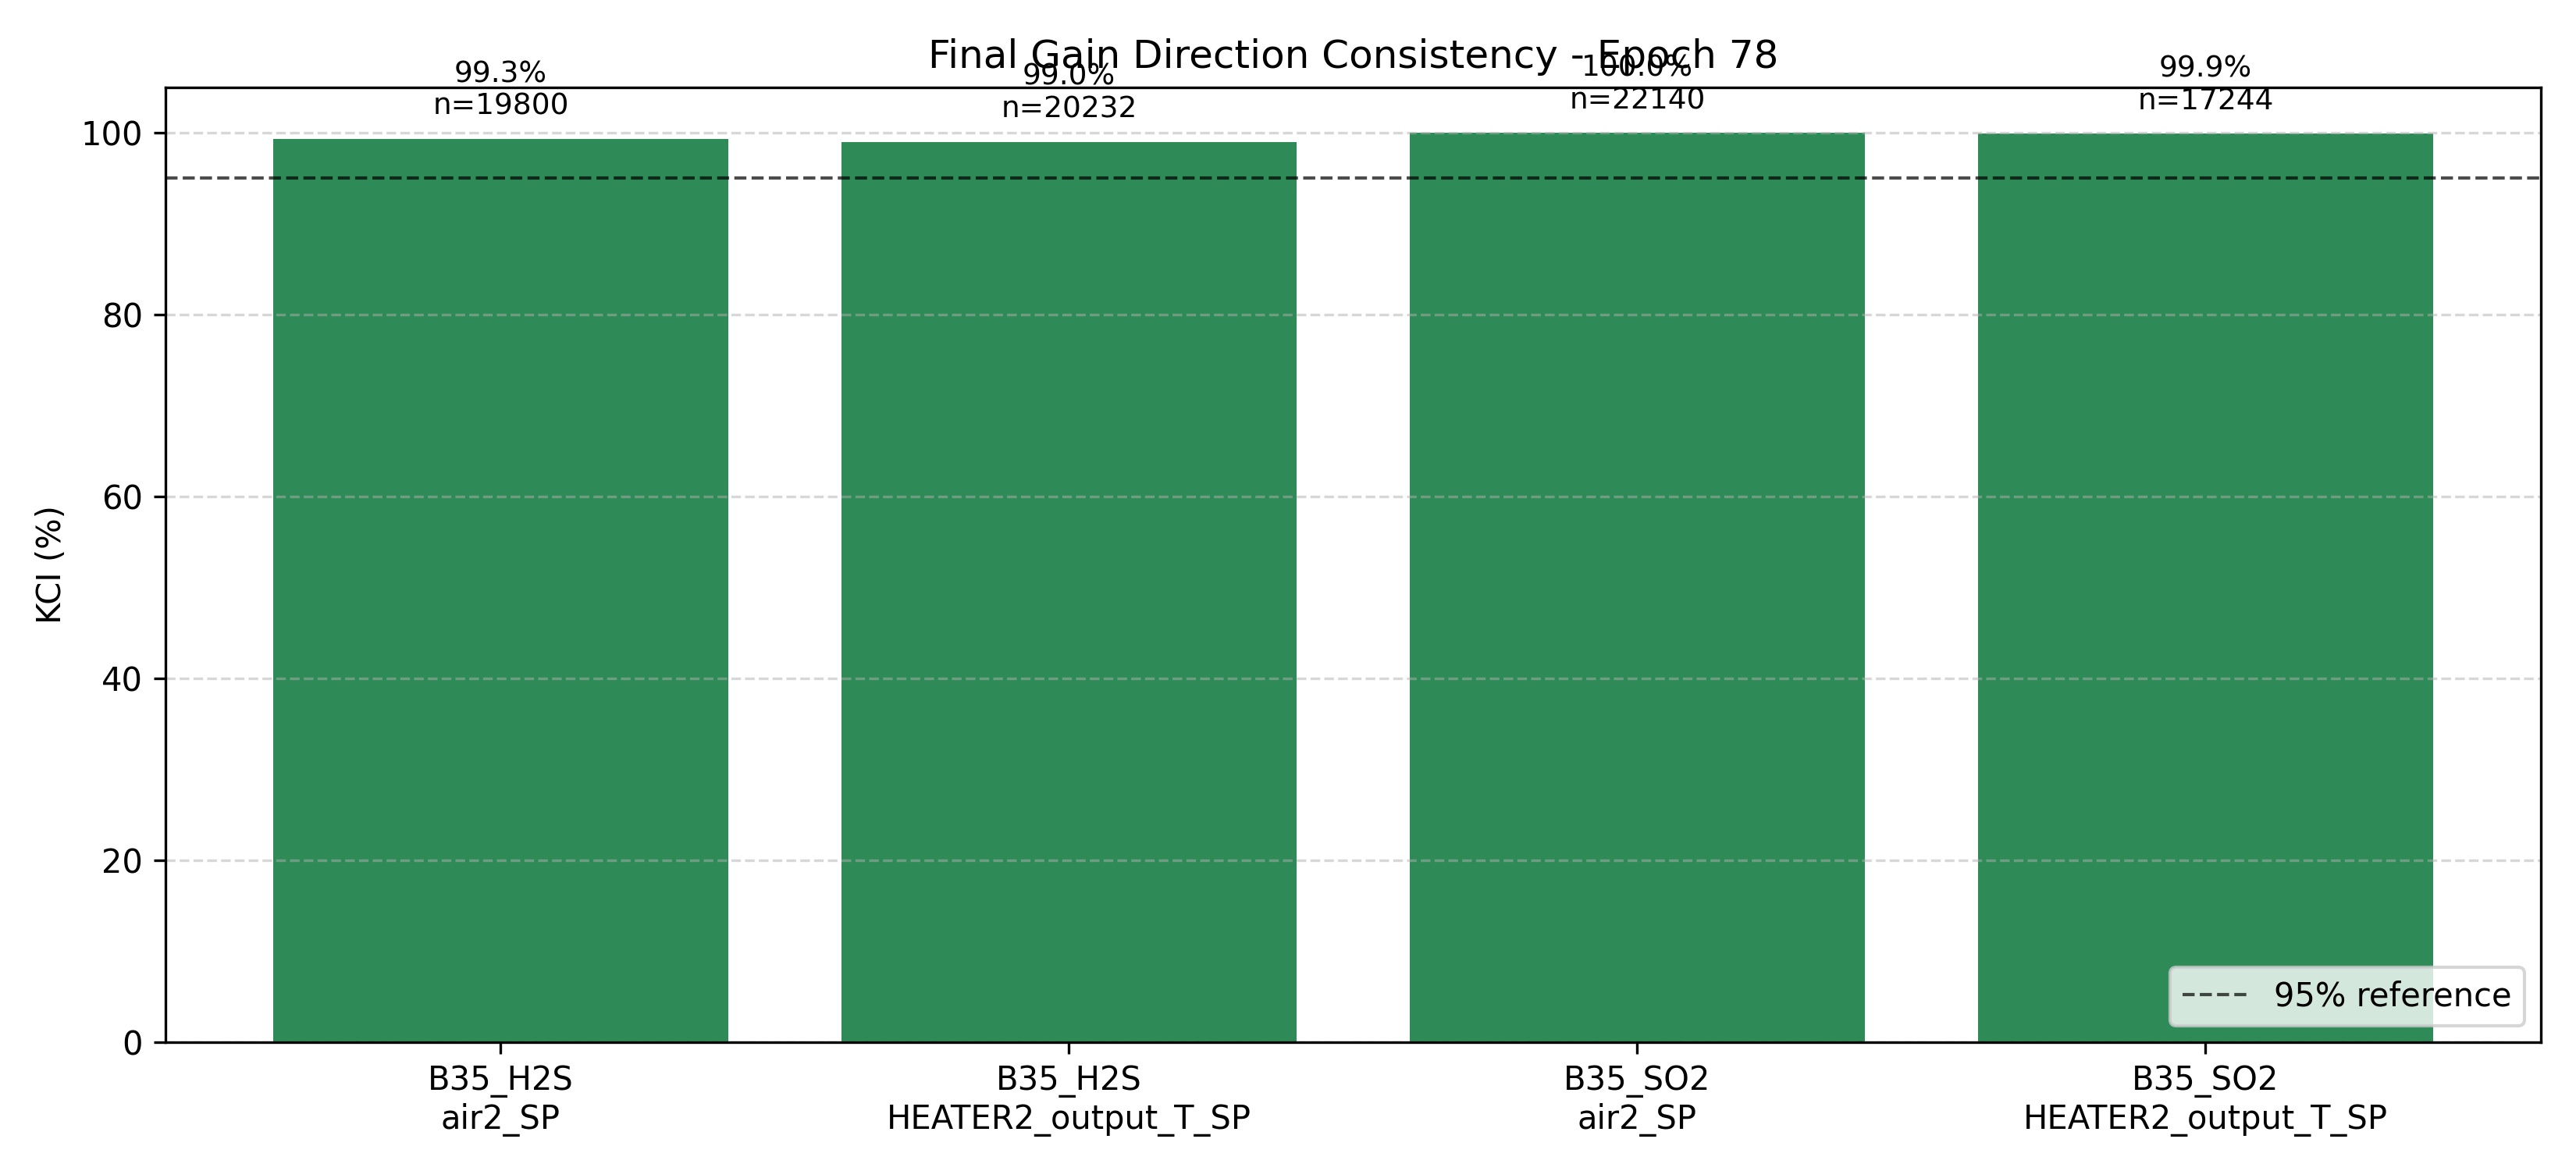 Final Gain Direction Consistency - Epoch 78
99.3%
n=19800
99.0%
n=20232
100.0%
n=22140
99.9%
n=17244
KCI (%)
100
80
60
40
20
0
95% reference
B35_H2S
air2_SP
B35_H2S
HEATER2_output_T_SP
B35_SO2
air2_SP
B35_SO2
HEATER2_output_T_SP